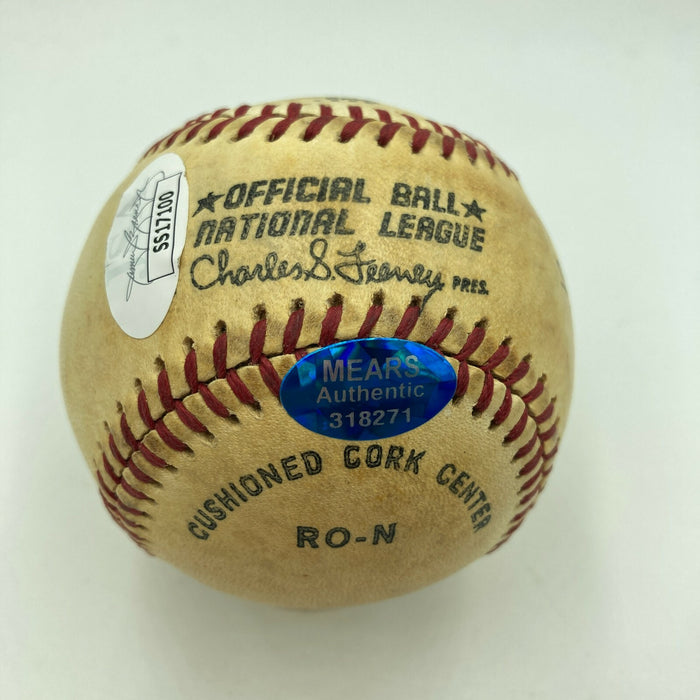 ★OFFICIAL BALL★
NATIONAL LEAGUE
Charles S. Feeney PRES.
SS17100
MEARS
Authentic
318271
CUSHIONED CORK CENTER
RO-N